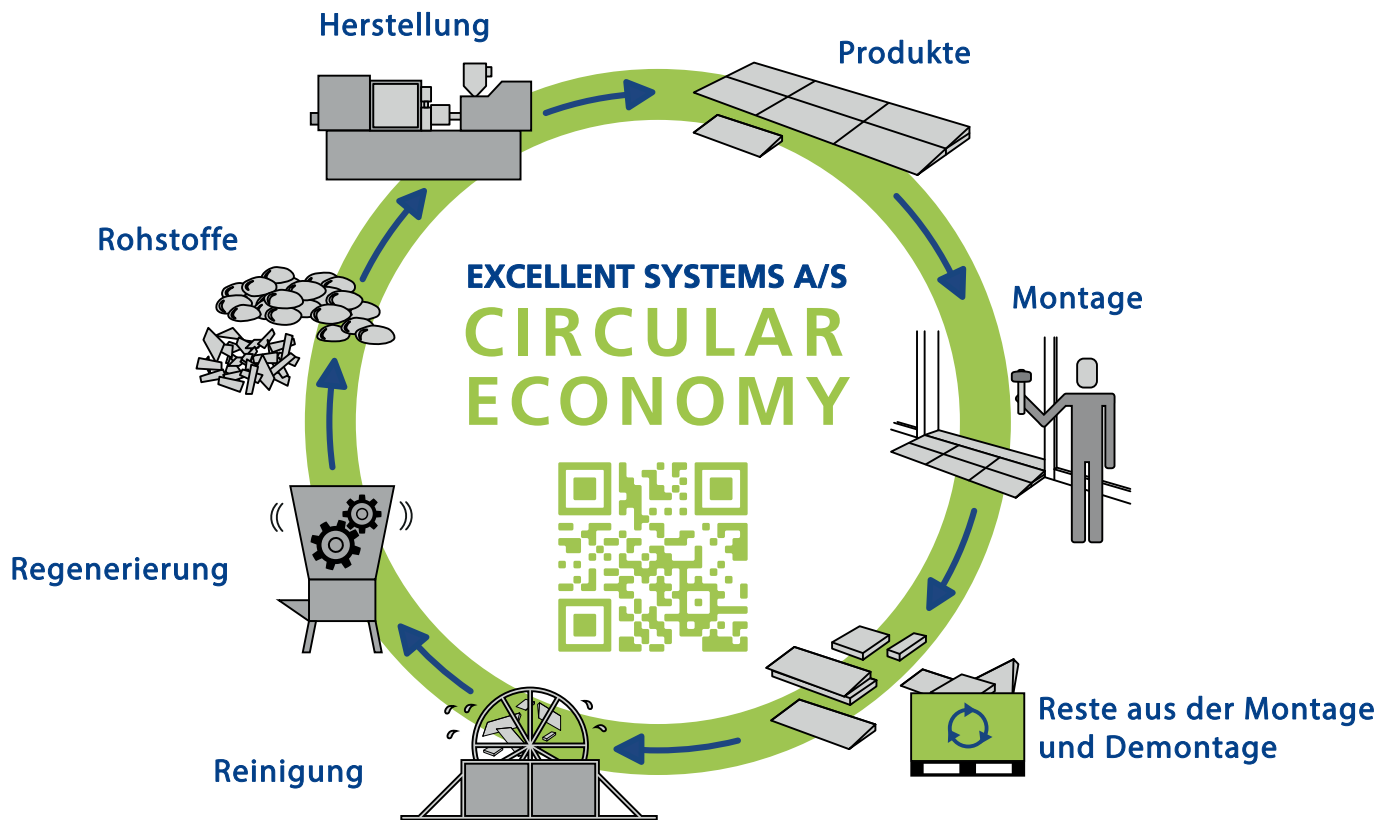 Herstellung
Produkte
Rohstoffe
EXCELLENT SYSTEMS A/S
CIRCULAR
ECONOMY
Montage
Regenerierung
Reste aus der Montage
und Demontage
Reinigung